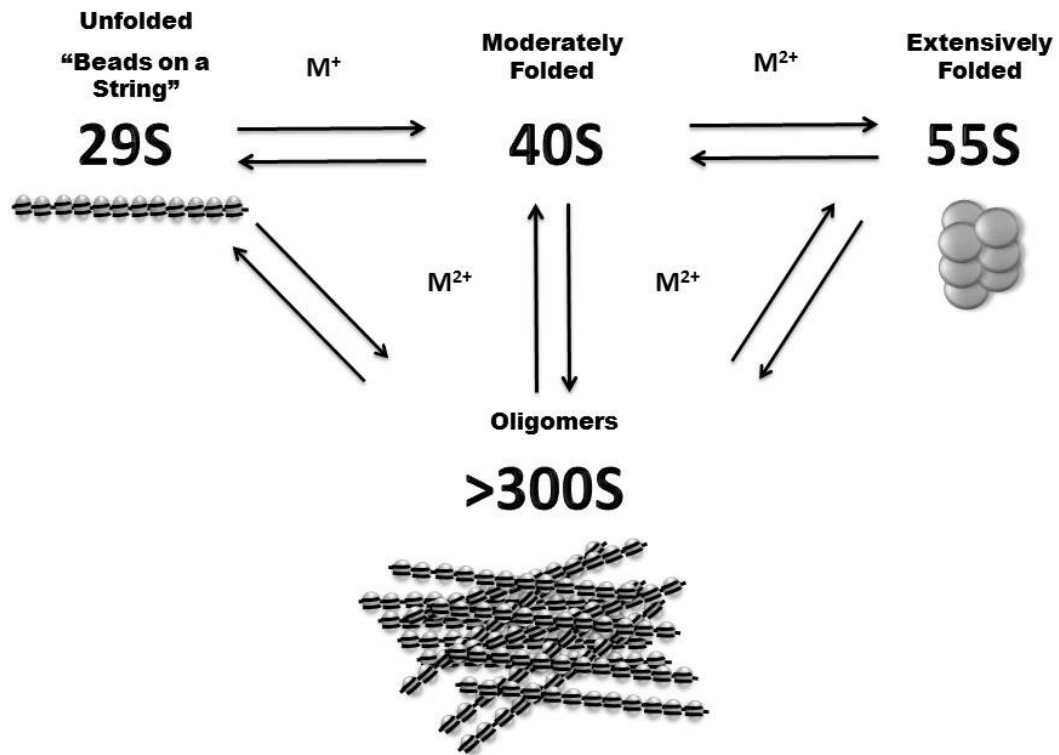 Unfolded
“Beads on a
String”
29S
M⁺
Moderately
Folded
40S
M²⁺
Extensively
Folded
55S
M²⁺
M²⁺
Oligomers
>300S